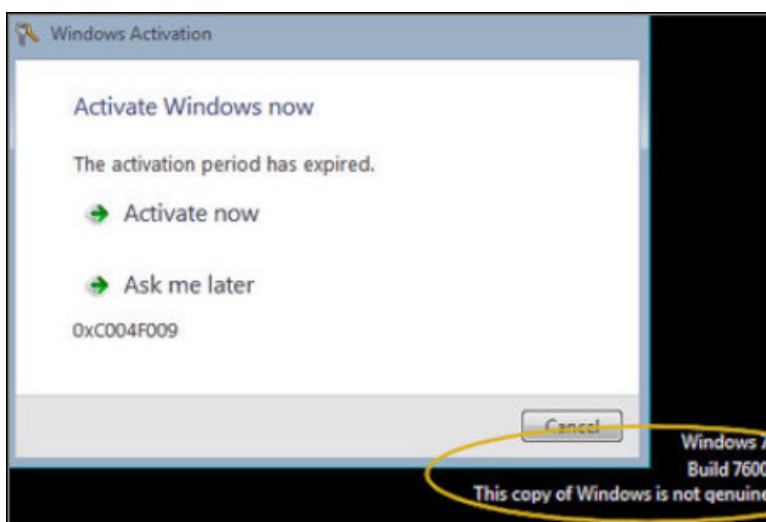 Windows Activation
Activate Windows now
The activation period has expired.
Activate now
Ask me later
0xC004F009
Cancel
Windows 7
Build 7600
This copy of Windows is not genuine